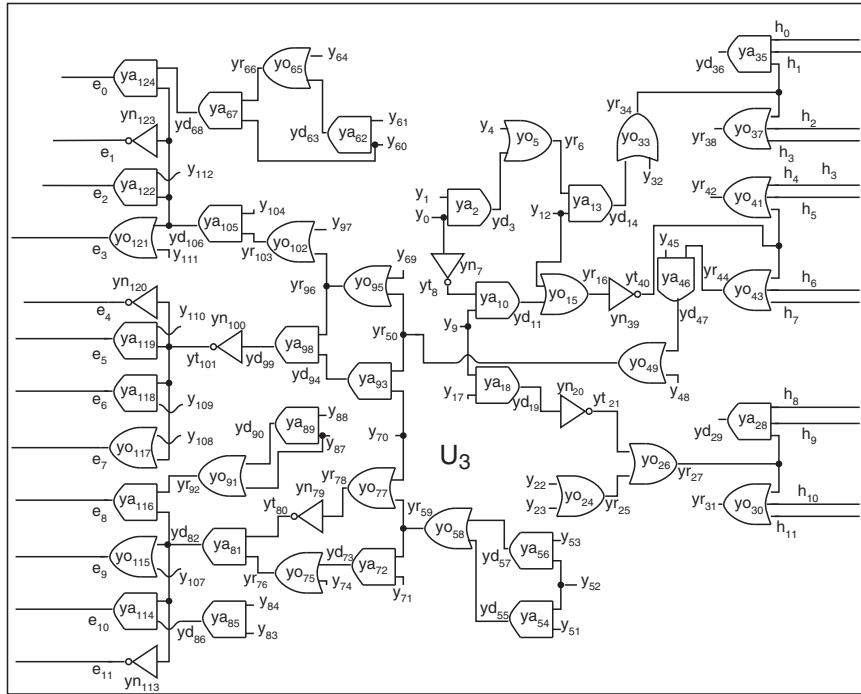 h₀
y₆₄
yr₆₆ yo₆₅ yd₃₆ ya₃₅
e₀ ya₁₂₄ h₁
yn₁₂₃ yd₆₈ ya₆₇ yd₆₃ ya₆₂ y₆₁ y₄ yo₅ yr₆ yr₃₄
e₁ y₆₀ yo₃₃ yr₃₈ yo₃₇ h₂
h₃
e₂ ya₁₂₂ y₁₁₂ y₃₂ h₄ h₃
y₁ y₀ ya₂ yd₃ y₁₂ ya₁₃ yd₁₄ yr₄₂ yo₄₁ h₅
e₃ yo₁₂₁ yd₁₀₆ ya₁₀₅ y₁₀₄ y₉₇
y₁₁₁ yr₁₀₃ yo₁₀₂ y₆₉ yn₇ y₄₅
yn₁₂₀ yr₉₆ yo₉₅ yt₈ ya₁₀ yo₁₅ yr₁₆ yt₄₀ ya₄₆ yr₄₄ yo₄₃ h₆
e₄ h₇
y₁₁₀ yn₁₀₀ y₉ yd₁₁ yn₃₉ yd₄₇
e₅ ya₁₁₉ yt₁₀₁ yd₉₉ ya₉₈ yr₅₀
yd₉₄ ya₉₃ yo₄₉
e₆ ya₁₁₈ y₁₀₉ y₁₇ ya₁₈ yd₁₉ yn₂₀ yt₂₁ y₄₈
y₁₀₈ yd₉₀ ya₈₉ y₈₈ y₇₀ yd₂₉ ya₂₈ h₈
e₇ yo₁₁₇ y₈₇ U₃ h₉
yr₉₂ yo₉₁ yr₇₈ yo₇₇ yo₂₆ yr₂₇
e₈ ya₁₁₆ yt₈₀ yn₇₉ yr₅₉ y₂₂ y₂₃ yo₂₄ yr₂₅ yr₃₁ yo₃₀ h₁₀
h₁₁
yd₈₂ ya₈₁ yd₇₃ yo₅₈ yd₅₇ ya₅₆ y₅₃
e₉ yo₁₁₅ y₁₀₇ yr₇₆ yo₇₅ y₇₄ ya₇₂ y₇₁ y₅₂
e₁₀ ya₁₁₄ yd₈₆ ya₈₅ y₈₄ y₈₃ yd₅₅ ya₅₄ y₅₁
e₁₁ yn₁₁₃